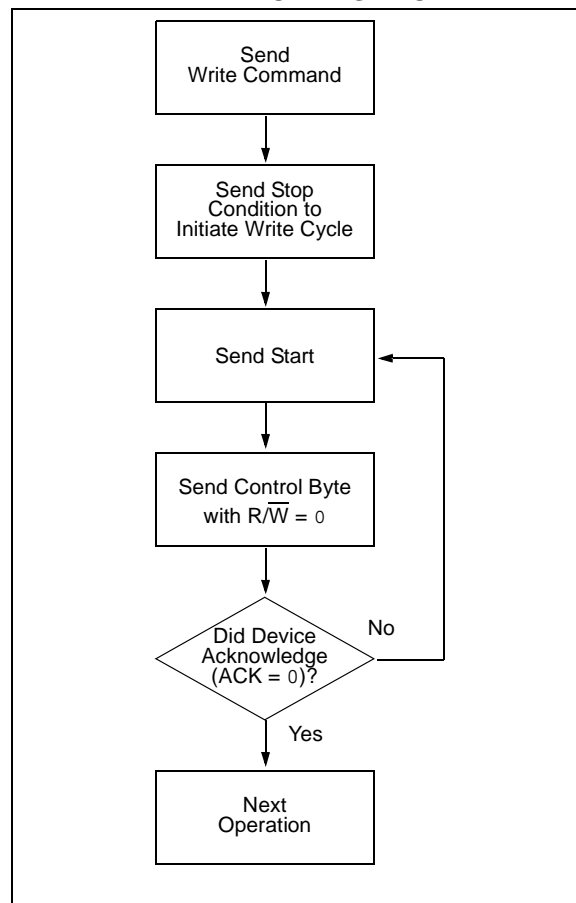 Send
Write Command
Send Stop
Condition to
Initiate Write Cycle
Send Start
Send Control Byte
with R/W̅ = 0
Did Device
Acknowledge
(ACK = 0)?
No
Yes
Next
Operation